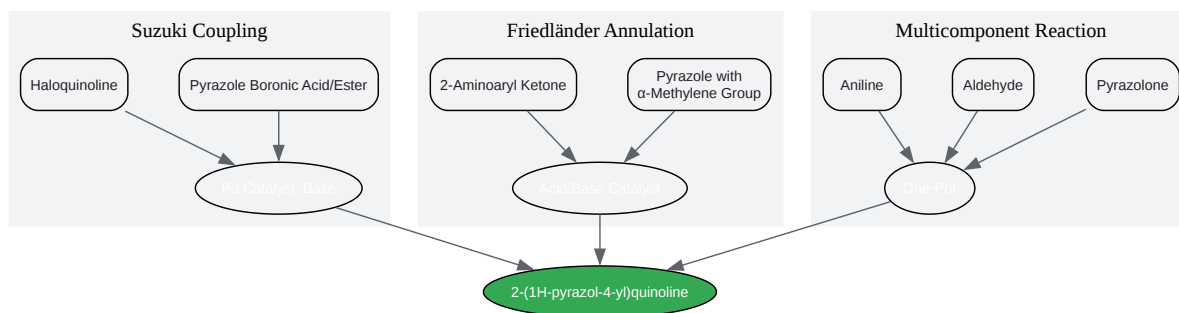 Suzuki Coupling
Friedländer Annulation
Multicomponent Reaction
Haloquinoline
Pyrazole Boronic Acid/Ester
2-Aminoaryl Ketone
Pyrazole with
α-Methylene Group
Aniline
Aldehyde
Pyrazolone
Pd Catalyst, Base
Acid/Base Catalyst
One-Pot
2-(1H-pyrazol-4-yl)quinoline